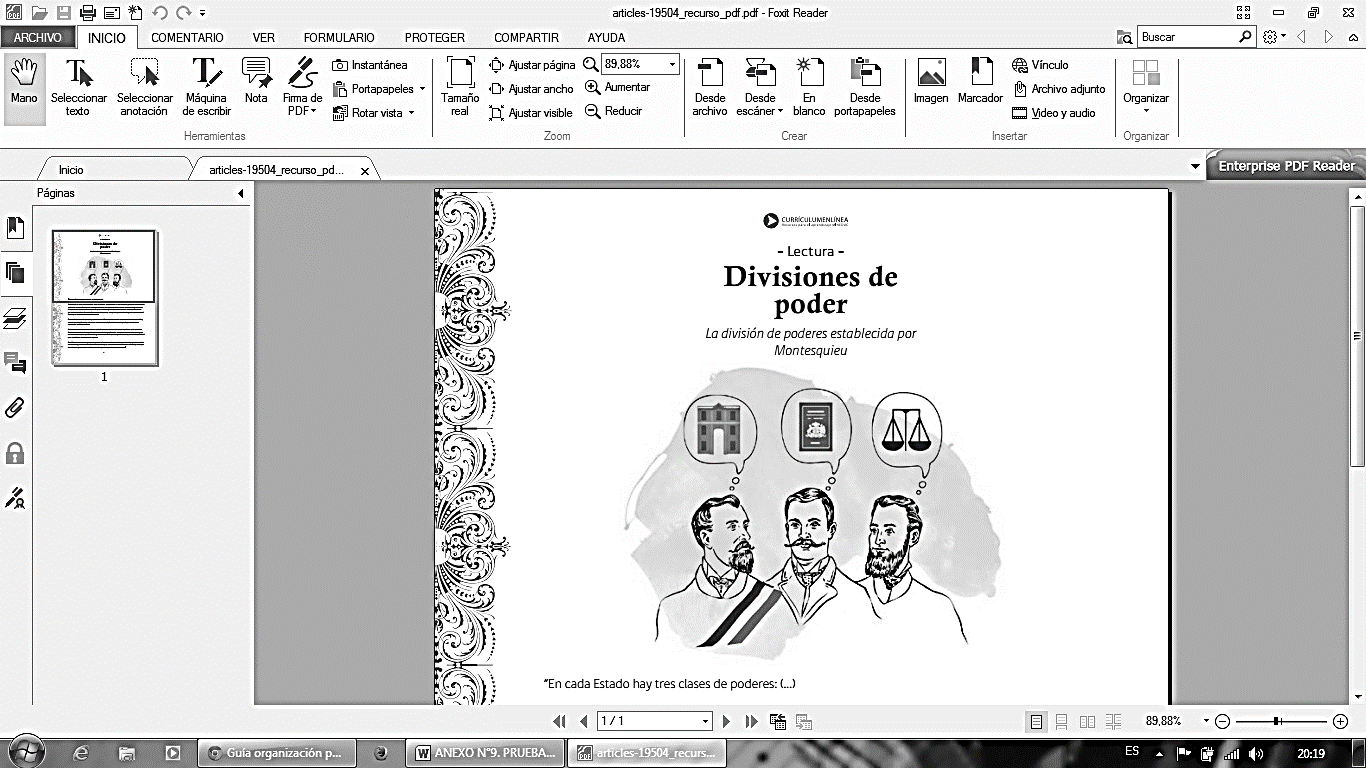 articles-19504_recurso_pdf.pdf - Foxit Reader
ARCHIVO INICIO COMENTARIO VER FORMULARIO PROTEGER COMPARTIR AYUDA Buscar
Mano
Seleccionar texto
Seleccionar anotación
Máquina de escribir
Nota
Firma de PDF
Instantánea
Portapapeles
Rotar vista
Herramientas
Tamaño real
Ajustar página
Ajustar ancho
Ajustar visible
89,88%
Aumentar
Reducir
Zoom
Desde archivo
Desde escáner
En blanco
Desde portapapeles
Crear
Imagen
Marcador
Vínculo
Archivo adjunto
Video y audio
Insertar
Organizar
Organizar
Inicio
articles-19504_recurso_pd...
Enterprise PDF Reader
Páginas
Divisiones de
poder
1
CURRÍCULUMENLÍNEA
- Lectura -
Divisiones de
poder
La división de poderes establecida por
Montesquieu
"En cada Estado hay tres clases de poderes: (...)
1 / 1
89,88%
Guía organización p...
ANEXO N°9. PRUEBA...
articles-19504_recurs...
ES
20:19